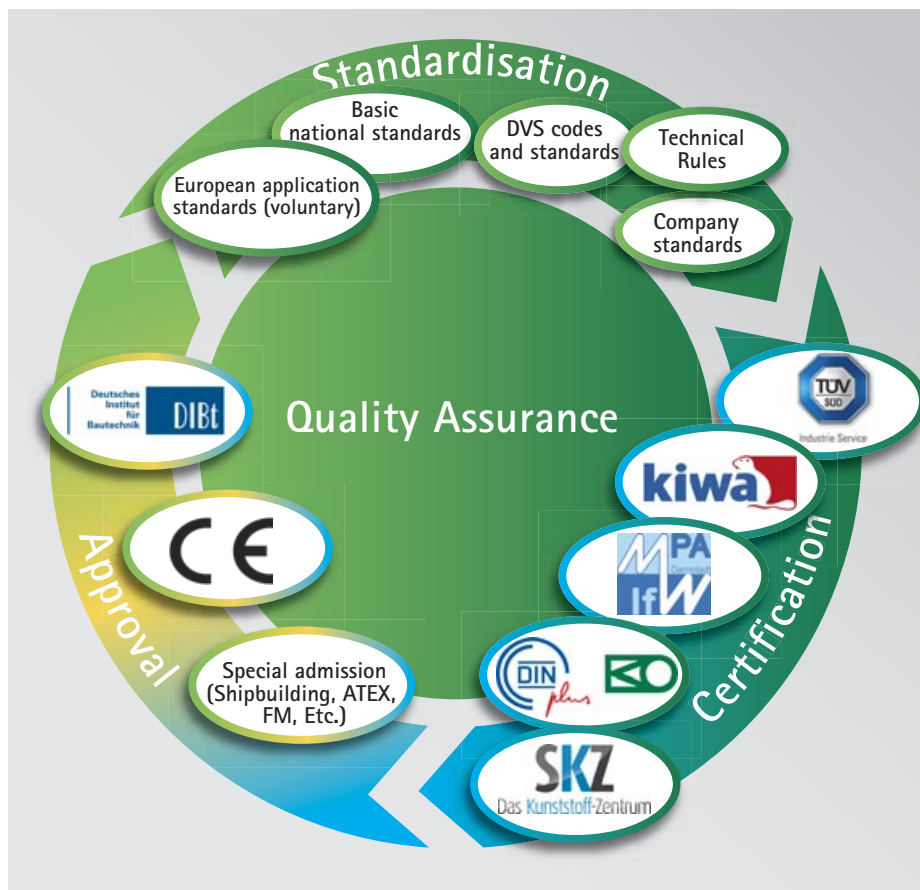 Standardisation
Basic
national standards
DVS codes
and standards
Technical
Rules
European application
standards (voluntary)
Company
standards
Quality Assurance
Deutsches
Institut
für
Bautechnik
DIBt
TÜV
SÜD
Industrie Service
kiwa
CE
MPA
Darmstadt
IfW
Approval
Certification
Special admission
(Shipbuilding, ATEX,
FM, Etc.)
DIN
plus
SKZ
Das Kunststoff-Zentrum